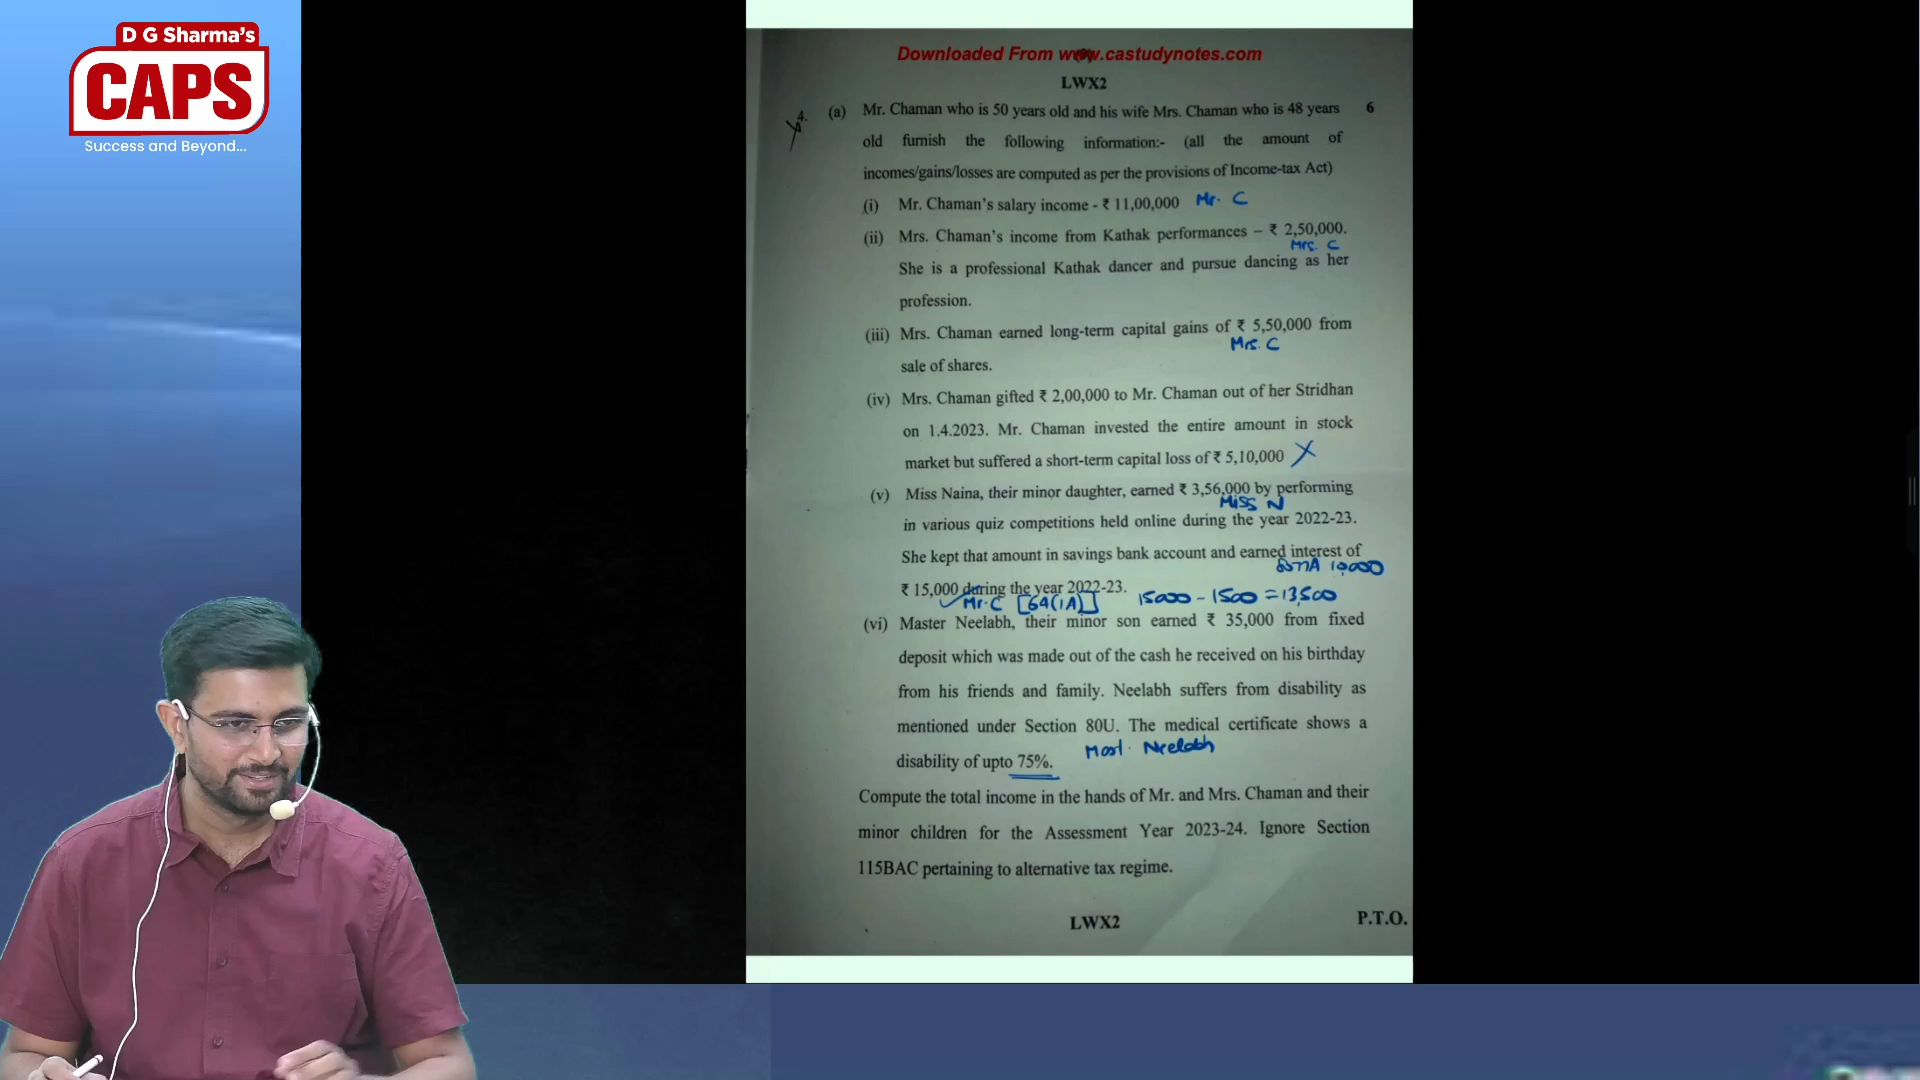 D G Sharma's
CAPS
Success and Beyond...
Downloaded From www.castudynotes.com
LWX2
4. (a) Mr. Chaman who is 50 years old and his wife Mrs. Chaman who is 48 years 6
old furnish the following information:- (all the amount of
incomes/gains/losses are computed as per the provisions of Income-tax Act)
(i) Mr. Chaman's salary income - ₹ 11,00,000 Mr. C
(ii) Mrs. Chaman's income from Kathak performances – ₹ 2,50,000.
Mrs. C
She is a professional Kathak dancer and pursue dancing as her
profession.
(iii) Mrs. Chaman earned long-term capital gains of ₹ 5,50,000 from
Mrs. C
sale of shares.
(iv) Mrs. Chaman gifted ₹ 2,00,000 to Mr. Chaman out of her Stridhan
on 1.4.2023. Mr. Chaman invested the entire amount in stock
market but suffered a short-term capital loss of ₹ 5,10,000
(v) Miss Naina, their minor daughter, earned ₹ 3,56,000 by performing
Miss N
in various quiz competitions held online during the year 2022-23.
She kept that amount in savings bank account and earned interest of
80TTA 10,000
₹ 15,000 during the year 2022-23.
Mr. C [64(1A)] 15000 - 1500 = 13,500
(vi) Master Neelabh, their minor son earned ₹ 35,000 from fixed
deposit which was made out of the cash he received on his birthday
from his friends and family. Neelabh suffers from disability as
mentioned under Section 80U. The medical certificate shows a
Neelabh
disability of upto 75%.
Compute the total income in the hands of Mr. and Mrs. Chaman and their
minor children for the Assessment Year 2023-24. Ignore Section
115BAC pertaining to alternative tax regime.
LWX2
P.T.O.